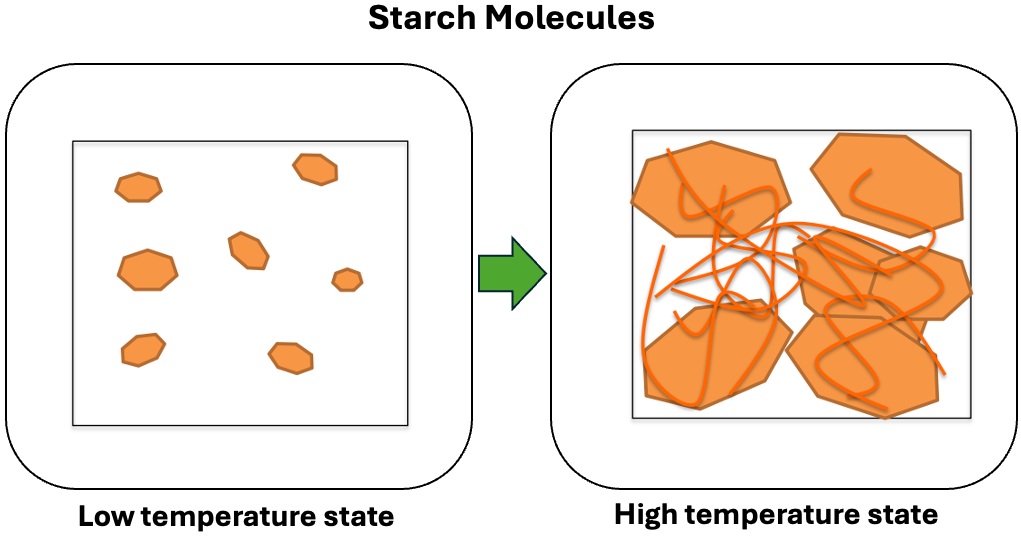 Starch Molecules
Low temperature state
High temperature state